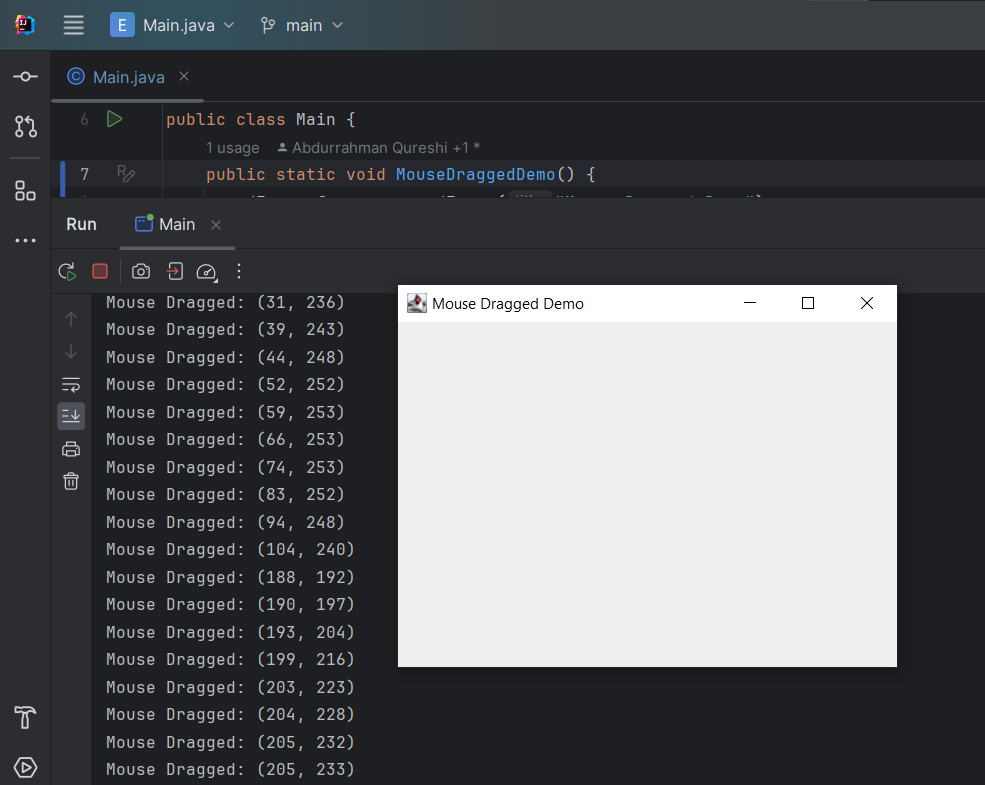 E Main.java main
Main.java
6 public class Main {
1 usage Abdurrahman Qureshi +1 *
7 public static void MouseDraggedDemo() {
Run Main
Mouse Dragged Demo
Mouse Dragged: (31, 236)
Mouse Dragged: (39, 243)
Mouse Dragged: (44, 248)
Mouse Dragged: (52, 252)
Mouse Dragged: (59, 253)
Mouse Dragged: (66, 253)
Mouse Dragged: (74, 253)
Mouse Dragged: (83, 252)
Mouse Dragged: (94, 248)
Mouse Dragged: (104, 240)
Mouse Dragged: (188, 192)
Mouse Dragged: (190, 197)
Mouse Dragged: (193, 204)
Mouse Dragged: (199, 216)
Mouse Dragged: (203, 223)
Mouse Dragged: (204, 228)
Mouse Dragged: (205, 232)
Mouse Dragged: (205, 233)